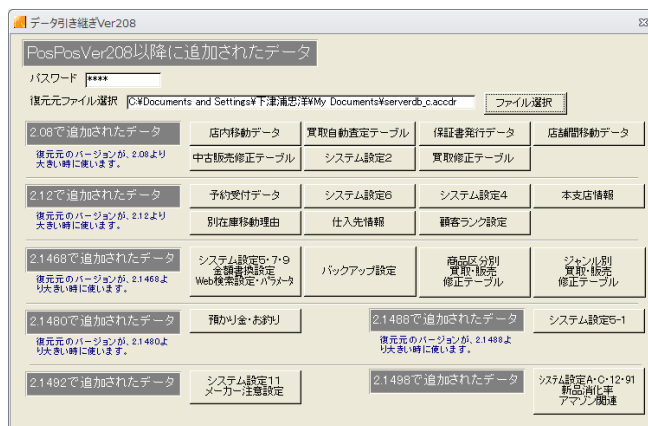 データ引き継ぎVer208
PosPosVer208以降に追加されたデータ
パスワード ****
復元元ファイル選択 C:¥Documents and Settings¥下津浦忠洋¥My Documents¥serverdb_c.accdr ファイル選択
2.08で追加されたデータ 店内移動データ 買取自動査定テーブル 保証書発行データ 店舗間移動データ
復元元のバージョンが、2.08より
大きい時に使います。
中古販売修正テーブル システム設定2 買取修正テーブル
2.12で追加されたデータ 予約受付データ システム設定6 システム設定4 本支店情報
復元元のバージョンが、2.12より
大きい時に使います。
別在庫移動理由 仕入先情報 顧客ランク設定
2.1468で追加されたデータ
復元元のバージョンが、2.1468よ
り大きい時に使います。
システム設定5・7・9
金額書換設定
Web検索設定・パラメータ
バックアップ設定
商品区分別
買取・販売
修正テーブル
ジャンル別
買取・販売
修正テーブル
2.1480で追加されたデータ 預かり金・お釣り
復元元のバージョンが、2.1480よ
り大きい時に使います。
2.1488で追加されたデータ システム設定5-1
復元元のバージョンが、2.1488よ
り大きい時に使います。
2.1492で追加されたデータ
システム設定11
メーカー注意設定
2.1498で追加されたデータ
システム設定A・C・12・91
新品消化率
アマゾン関連